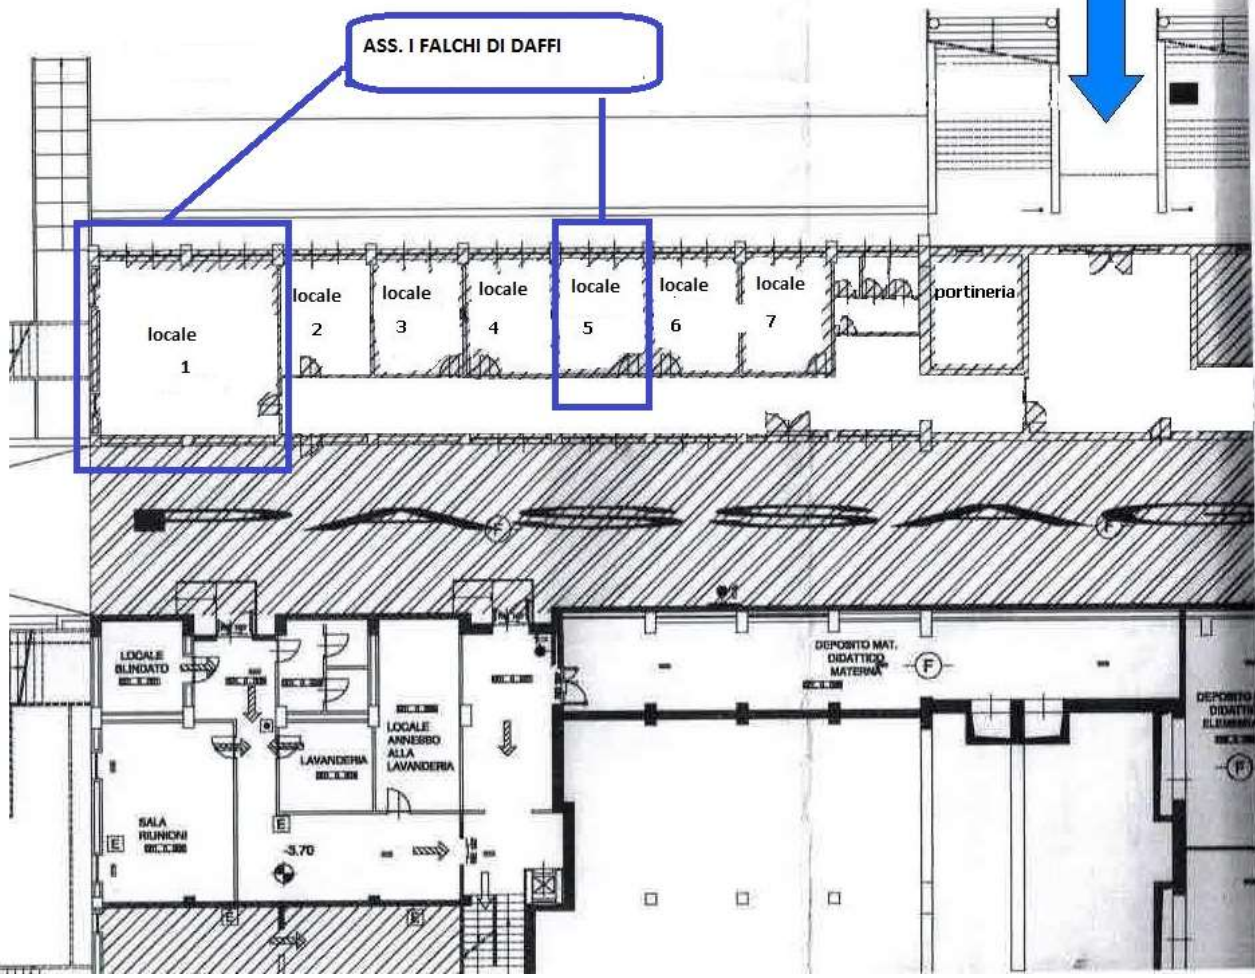 ASS. I FALCHI DI DAFFI
locale
1
locale
2
locale
3
locale
4
locale
5
locale
6
locale
7
portineria
F
F
LOCALE
BLINDATO
DEPOSITO MAT.
DIDATTICO
MATERNA
F
LOCALE
ANNESSO
ALLA
LAVANDERIA
LAVANDERIA
SALA
RIUNIONI
E
E
-3.70
F
E
E